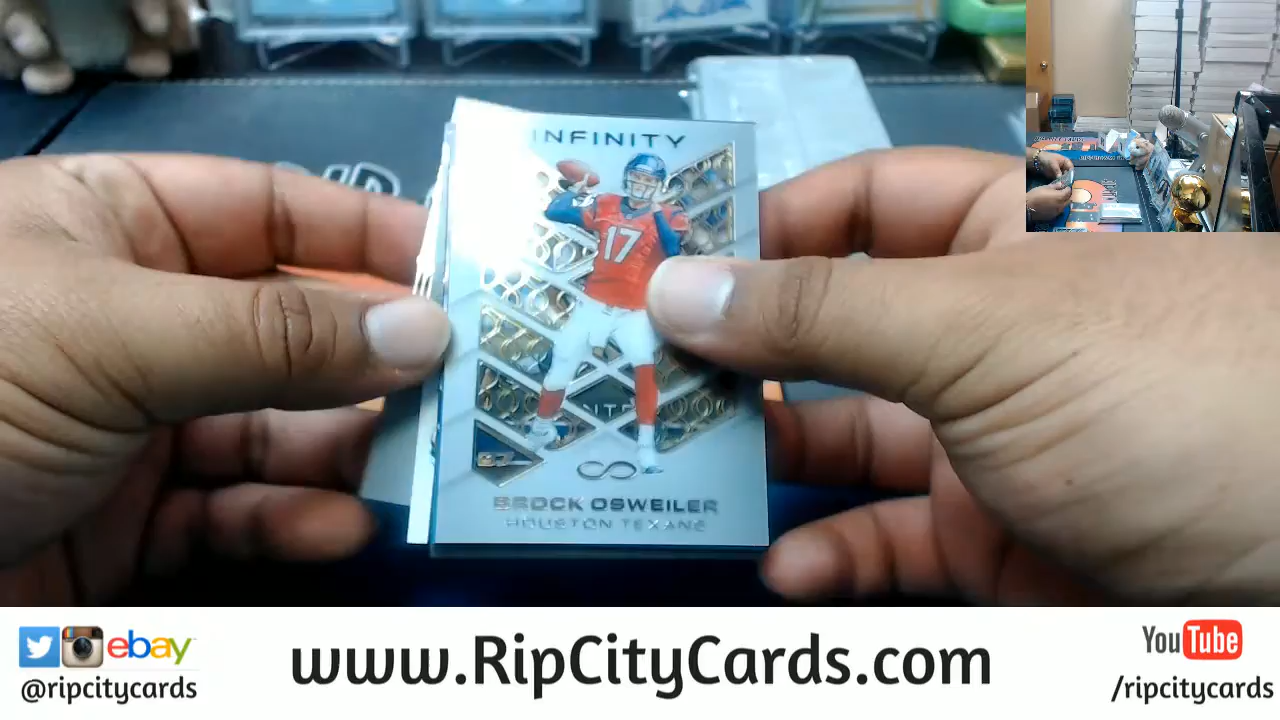 INFINITY
17
BROCK OSWEILER
HOUSTON TEXANS
ebay
@ripcitycards
www.RipCityCards.com
YouTube
/ripcitycards